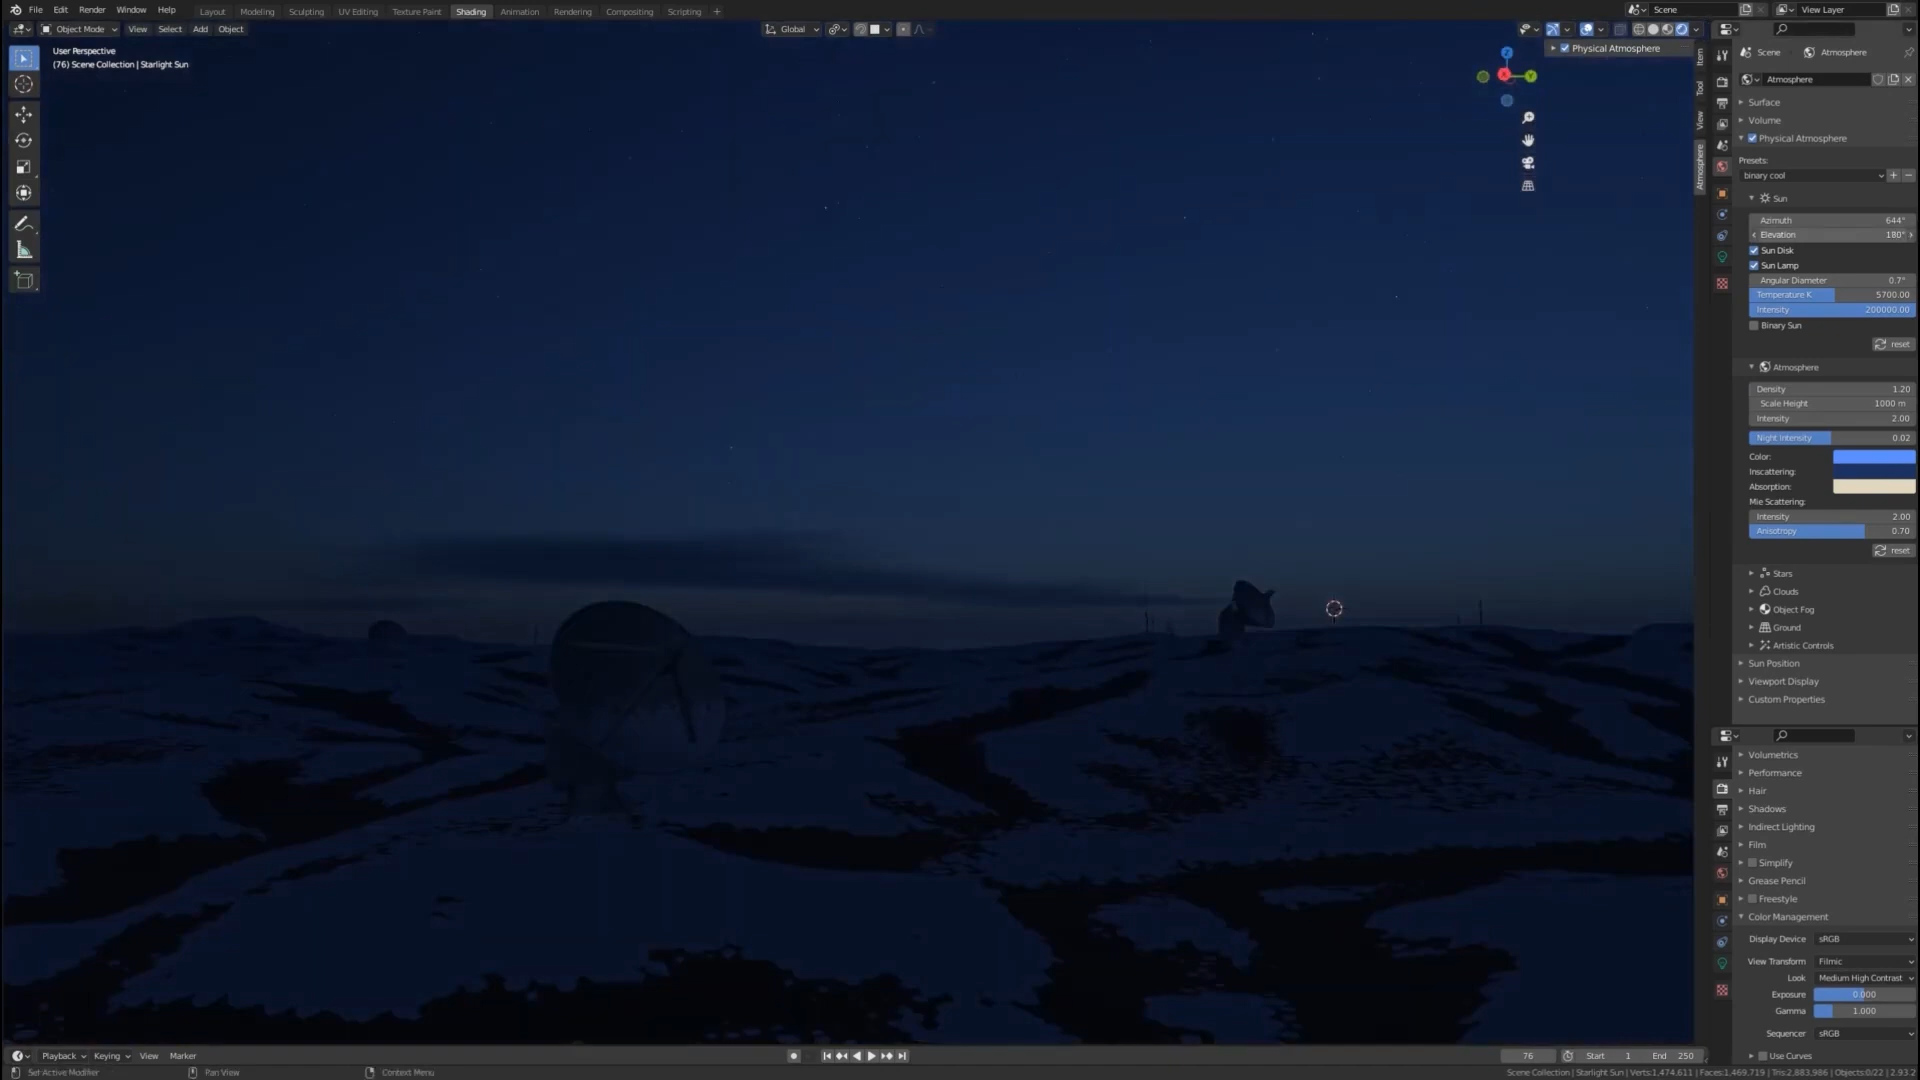 File Edit Render Window Help
Layout Modeling Sculpting UV Editing Texture Paint Shading Animation Rendering Compositing Scripting +
Scene
View Layer
Object Mode View Select Add Object
Global
User Perspective
(76) Scene Collection | Starlight Sun
Physical Atmosphere
Z
X
Y
Item
Tool
View
Atmosphere
Scene Atmosphere
Atmosphere
Surface
Volume
Physical Atmosphere
Presets:
binary cool
Sun
Azimuth 644°
Elevation 180°
Sun Disk
Sun Lamp
Angular Diameter 0.7°
Temperature K 5700.00
Intensity 200000.00
Binary Sun
reset
Atmosphere
Density 1.20
Scale Height 1000 m
Intensity 2.00
Night Intensity 0.02
Color:
Inscattering:
Absorption:
Mie Scattering:
Intensity 2.00
Anisotropy 0.70
reset
Stars
Clouds
Object Fog
Ground
Artistic Controls
Sun Position
Viewport Display
Custom Properties
Volumetrics
Performance
Hair
Shadows
Indirect Lighting
Film
Simplify
Grease Pencil
Freestyle
Color Management
Display Device sRGB
View Transform Filmic
Look Medium High Contrast
Exposure 0.000
Gamma 1.000
Sequencer sRGB
Use Curves
Playback Keying View Marker
76 Start 1 End 250
Set Active Modifier Pan View Context Menu
Scene Collection | Starlight Sun | Verts:1,474,611 | Faces:1,469,719 | Tris:2,883,986 | Objects:0/22 | 2.93.2